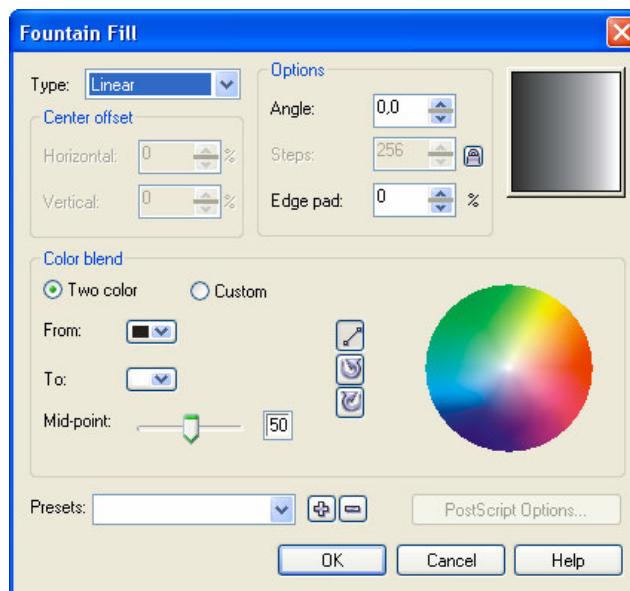 Fountain Fill
Type: Linear
Options
Center offset
Angle: 0,0
Horizontal: 0 %
Steps: 256
Vertical: 0 %
Edge pad: 0 %
Color blend
Two color Custom
From:
To:
Mid-point: 50
Presets:
PostScript Options...
OK Cancel Help